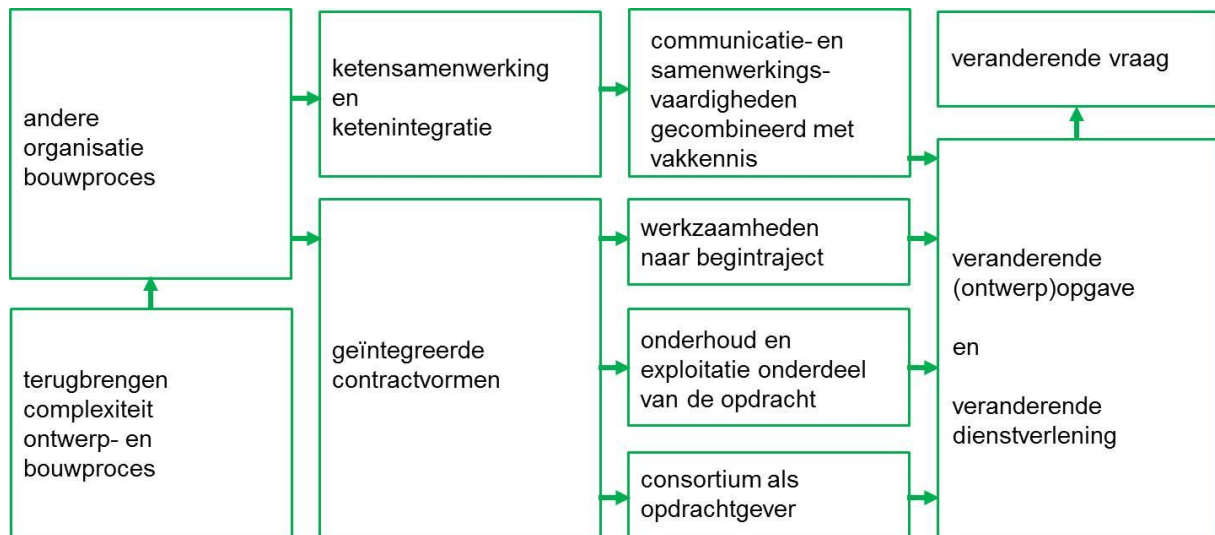 andere
organisatie
bouwproces
terugbrengen
complexiteit
ontwerp- en
bouwproces
ketensamenwerking
en
ketenintegratie
geïntegreerde
contractvormen
communicatie- en
samenwerkings-
vaardigheden
gecombineerd met
vakkennis
werkzaamheden
naar begintraject
onderhoud en
exploitatie onderdeel
van de opdracht
consortium als
opdrachtgever
veranderende vraag
veranderende
(ontwerp)opgave
en
veranderende
dienstverlening